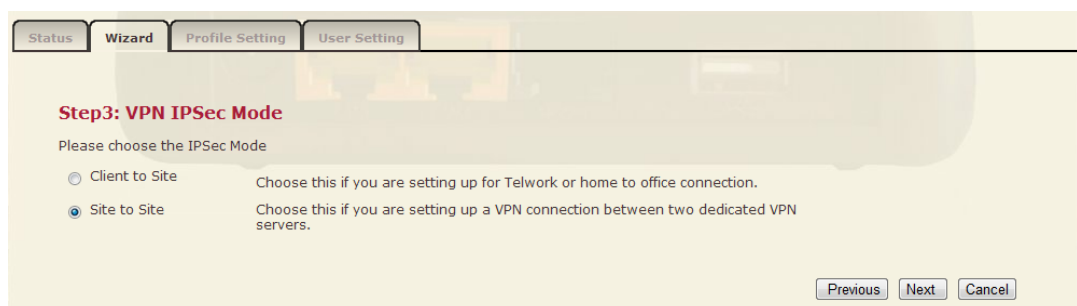 Status Wizard Profile Setting User Setting
Step3: VPN IPSec Mode
Please choose the IPSec Mode
Client to Site Choose this if you are setting up for Telwork or home to office connection.
Site to Site Choose this if you are setting up a VPN connection between two dedicated VPN
servers.
Previous Next Cancel